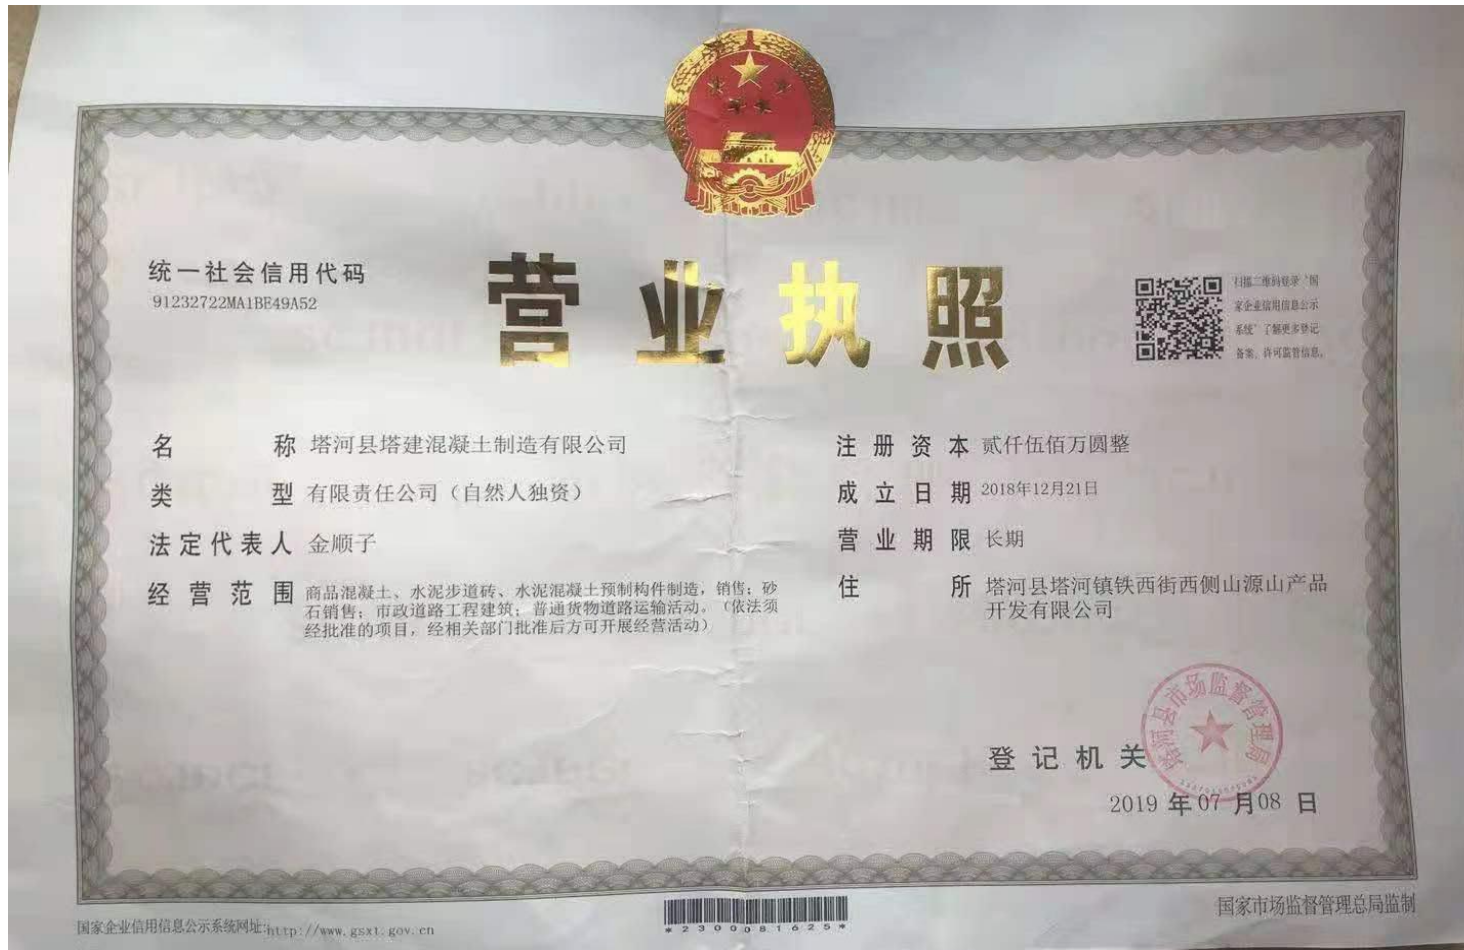 营业执照
统一社会信用代码
91232722MA1BE49A52
扫描二维码登录“国
家企业信用信息公示
系统”了解更多登记、
备案、许可监管信息。
名称 塔河县塔建混凝土制造有限公司
类型 有限责任公司（自然人独资）
法定代表人 金顺子
经营范围 商品混凝土、水泥步道砖、水泥混凝土预制构件制造，销售；砂
石销售；市政道路工程建筑；普通货物道路运输活动。（依法须
经批准的项目，经相关部门批准后方可开展经营活动）
注册资本 贰仟伍佰万圆整
成立日期 2018年12月21日
营业期限 长期
住所 塔河县塔河镇铁西街西侧山源山产品
开发有限公司
塔河县市场监督管理局
登记机关
2019年07月08日
国家企业信用信息公示系统网址:http://www.gsxt.gov.cn
*2300081625*
国家市场监督管理总局监制